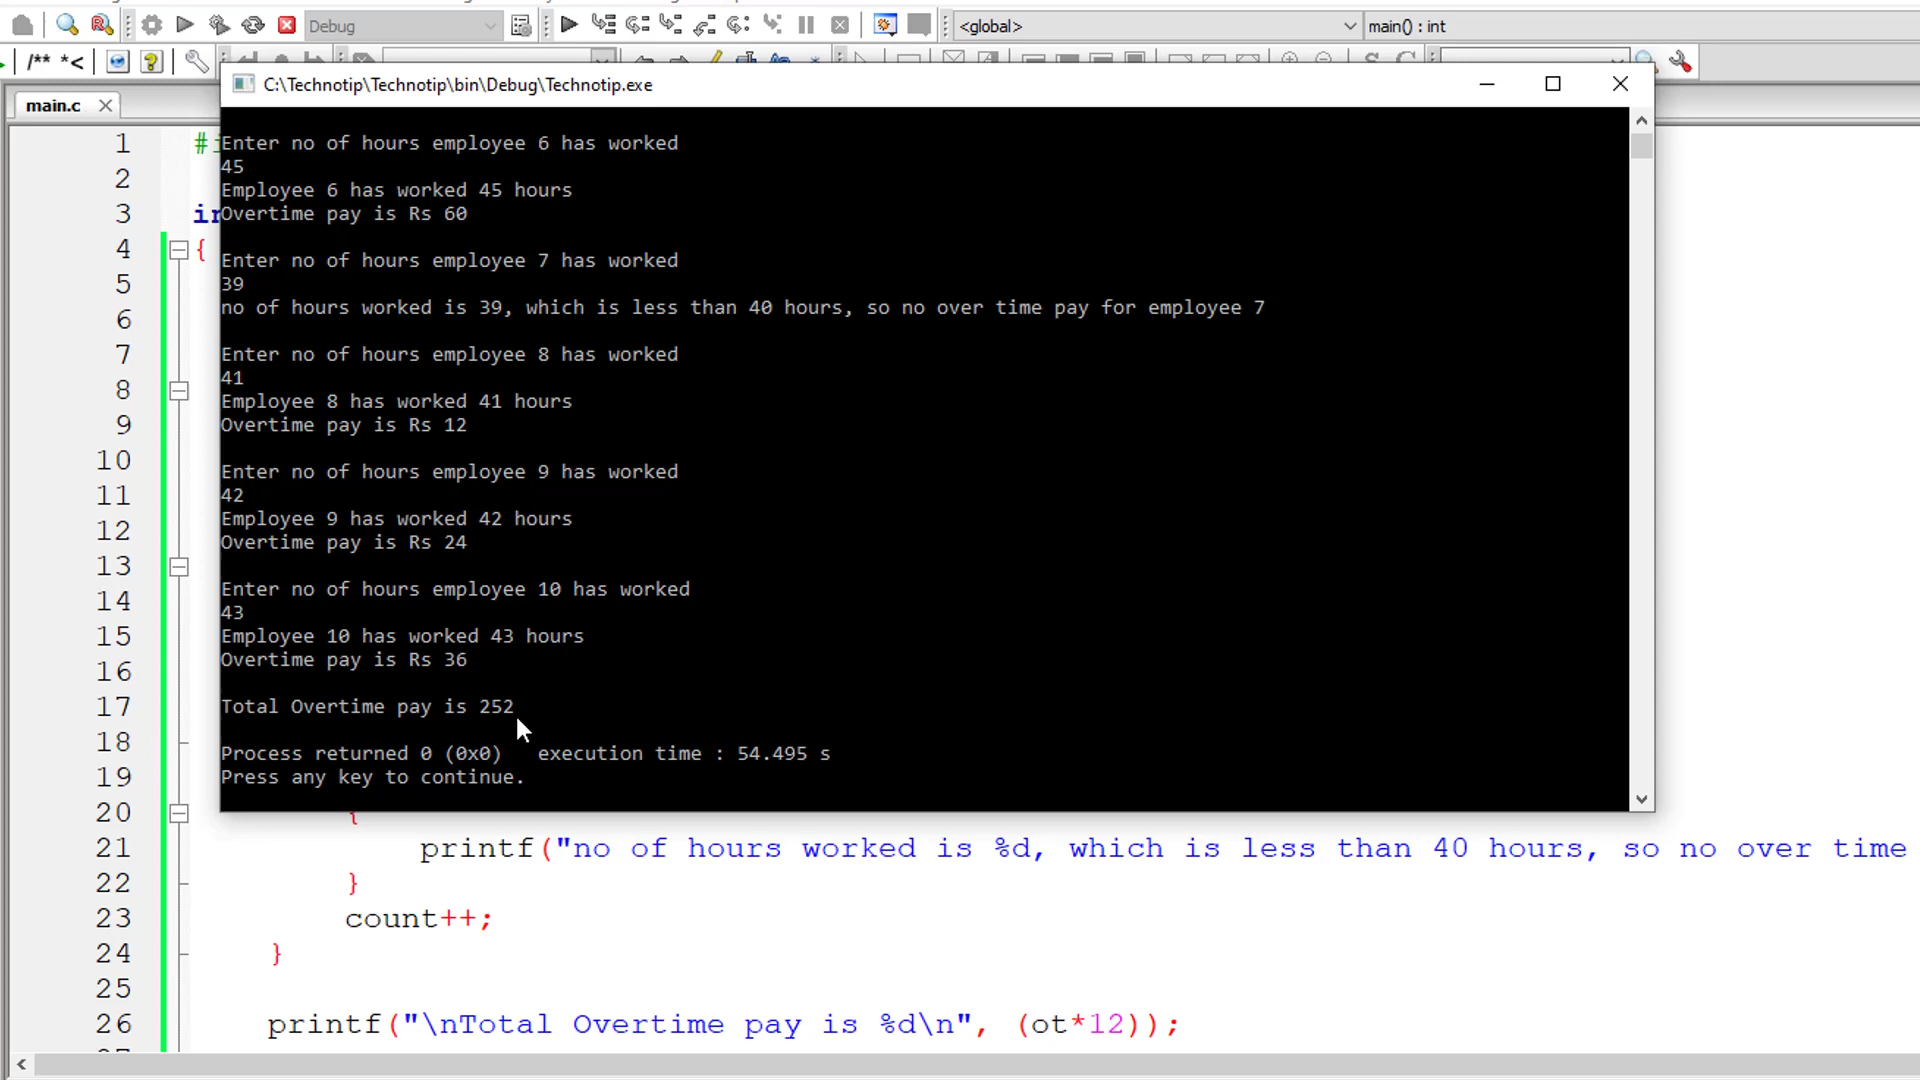 Debug
<global>
main() : int
/** *<
C:\Technotip\Technotip\bin\Debug\Technotip.exe
main.c
Enter no of hours employee 6 has worked
45
Employee 6 has worked 45 hours
Overtime pay is Rs 60
Enter no of hours employee 7 has worked
39
no of hours worked is 39, which is less than 40 hours, so no over time pay for employee 7
Enter no of hours employee 8 has worked
41
Employee 8 has worked 41 hours
Overtime pay is Rs 12
Enter no of hours employee 9 has worked
42
Employee 9 has worked 42 hours
Overtime pay is Rs 24
Enter no of hours employee 10 has worked
43
Employee 10 has worked 43 hours
Overtime pay is Rs 36
Total Overtime pay is 252
Process returned 0 (0x0)   execution time : 54.495 s
Press any key to continue.
1
2
3
4 {
5
6
7
8
9
10
11
12
13
14
15
16
17
18
19
20 {
21 printf("no of hours worked is %d, which is less than 40 hours, so no over time
22 }
23 count++;
24 }
25
26 printf("\nTotal Overtime pay is %d\n", (ot*12));